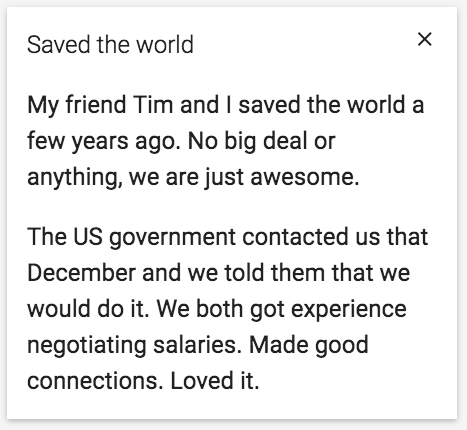 Saved the world
My friend Tim and I saved the world a
few years ago. No big deal or
anything, we are just awesome.
The US government contacted us that
December and we told them that we
would do it. We both got experience
negotiating salaries. Made good
connections. Loved it.